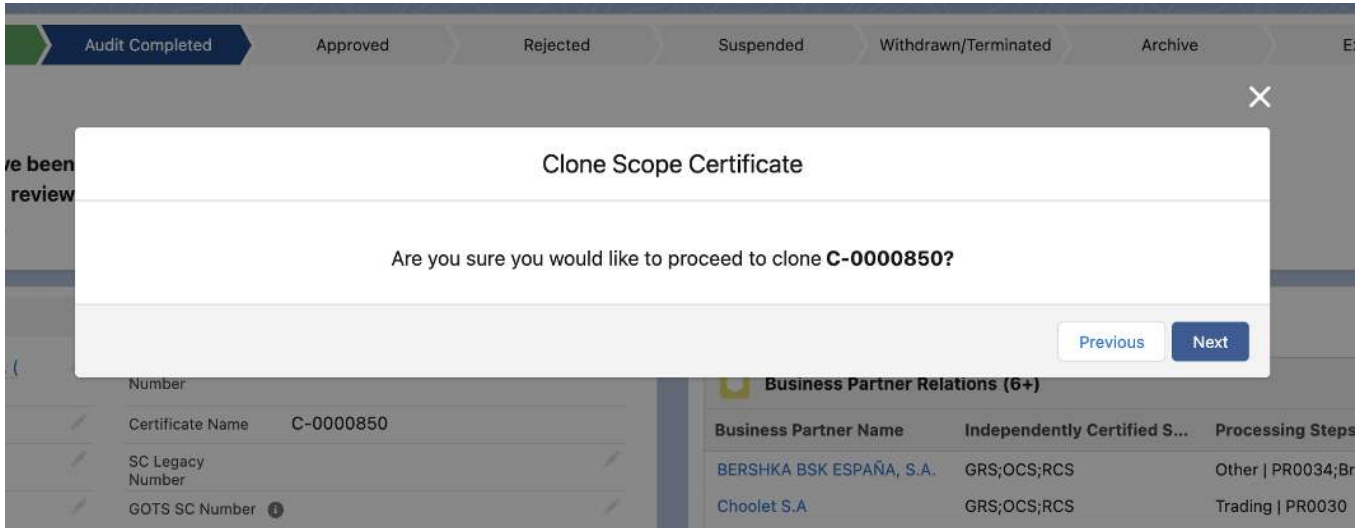 Audit Completed
Approved
Rejected
Suspended
Withdrawn/Terminated
Archive
been
review
Clone Scope Certificate
Are you sure you would like to proceed to clone C-0000850?
Previous
Next
(
Number
Business Partner Relations (6+)
Certificate Name C-0000850
Business Partner Name Independently Certified S... Processing Steps
SC Legacy
Number
BERSHKA BSK ESPAÑA, S.A. GRS;OCS;RCS Other | PR0034;Br
GOTS SC Number
Choolet S.A GRS;OCS;RCS Trading | PR0030